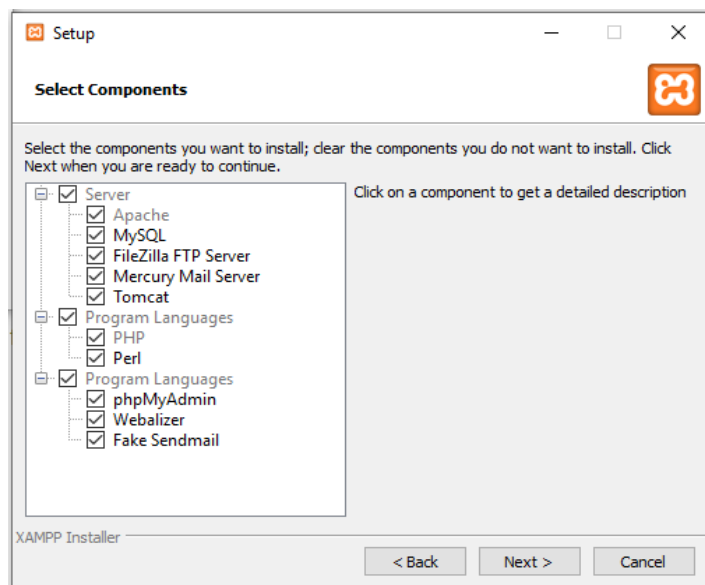 Setup
Select Components
Select the components you want to install; clear the components you do not want to install. Click
Next when you are ready to continue.
Server
Apache
MySQL
FileZilla FTP Server
Mercury Mail Server
Tomcat
Program Languages
PHP
Perl
Program Languages
phpMyAdmin
Webalizer
Fake Sendmail
Click on a component to get a detailed description
XAMPP Installer
< Back
Next >
Cancel